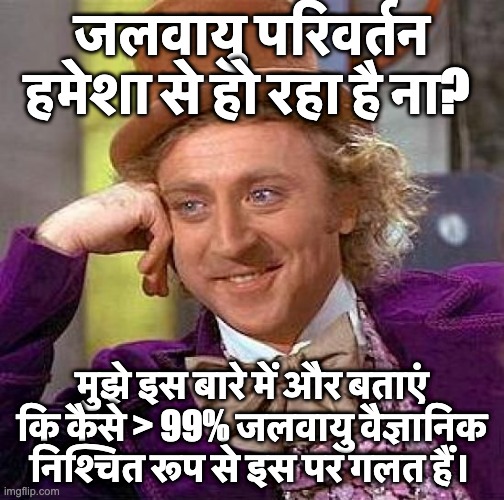 जलवायु परिवर्तन
हमेशा से हो रहा है ना?
मुझे इस बारे में और बताएं
कि कैसे > 99% जलवायु वैज्ञानिक
निश्चित रूप से इस पर गलत हैं।
imgflip.com